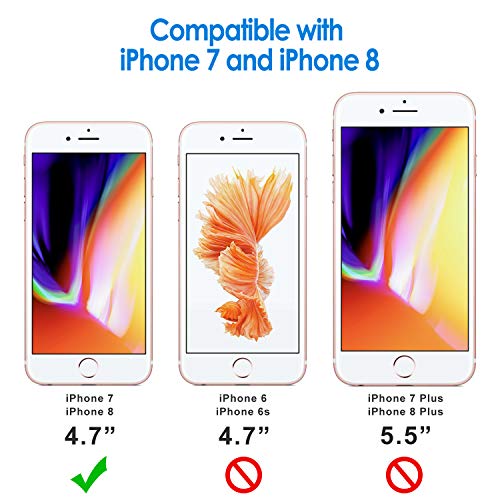 Compatible with
iPhone 7 and iPhone 8
iPhone 7
iPhone 8
4.7”
iPhone 6
iPhone 6s
4.7”
iPhone 7 Plus
iPhone 8 Plus
5.5”